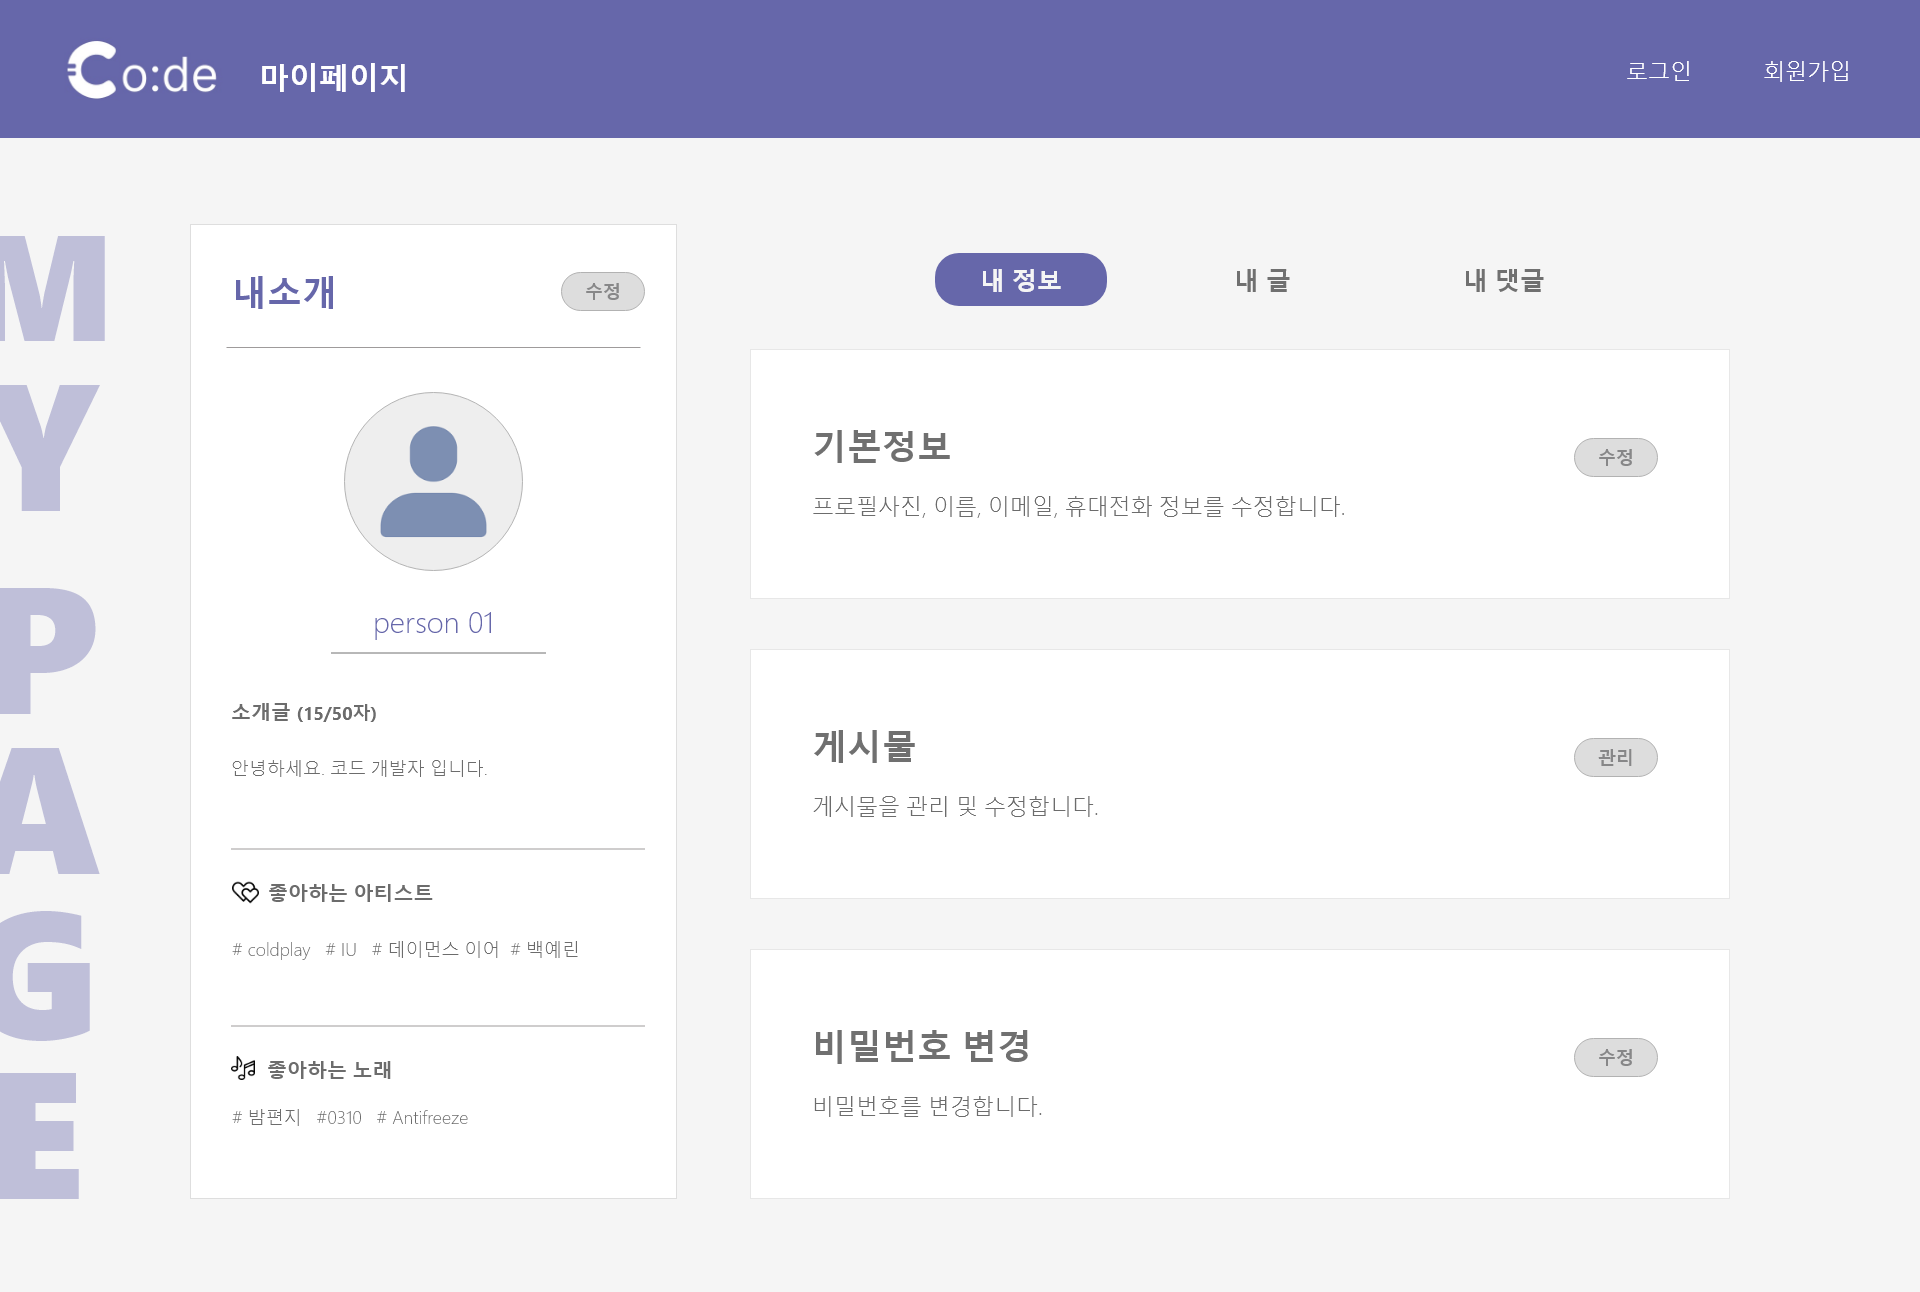 Co:de 마이페이지 로그인 회원가입
MY PAGE
내소개 수정
person 01
소개글 (15/50자)
안녕하세요. 코드 개발자 입니다.
좋아하는 아티스트
# coldplay # IU # 데이먼스 이어 # 백예린
좋아하는 노래
# 밤편지 #0310 # Antifreeze
내 정보 내 글 내 댓글
기본정보 수정
프로필사진, 이름, 이메일, 휴대전화 정보를 수정합니다.
게시물 관리
게시물을 관리 및 수정합니다.
비밀번호 변경 수정
비밀번호를 변경합니다.